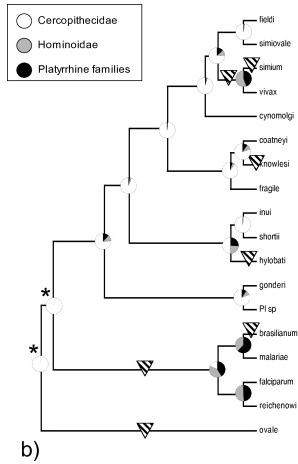 Cercopithecidae
Hominoidae
Platyrrhine families
fieldi
simiovale
simium
vivax
cynomolgi
coatneyi
knowlesi
fragile
inui
shortii
hylobati
gonderi
Pl sp
brasilianum
malariae
falciparum
reichenowi
ovale
*
*
b)